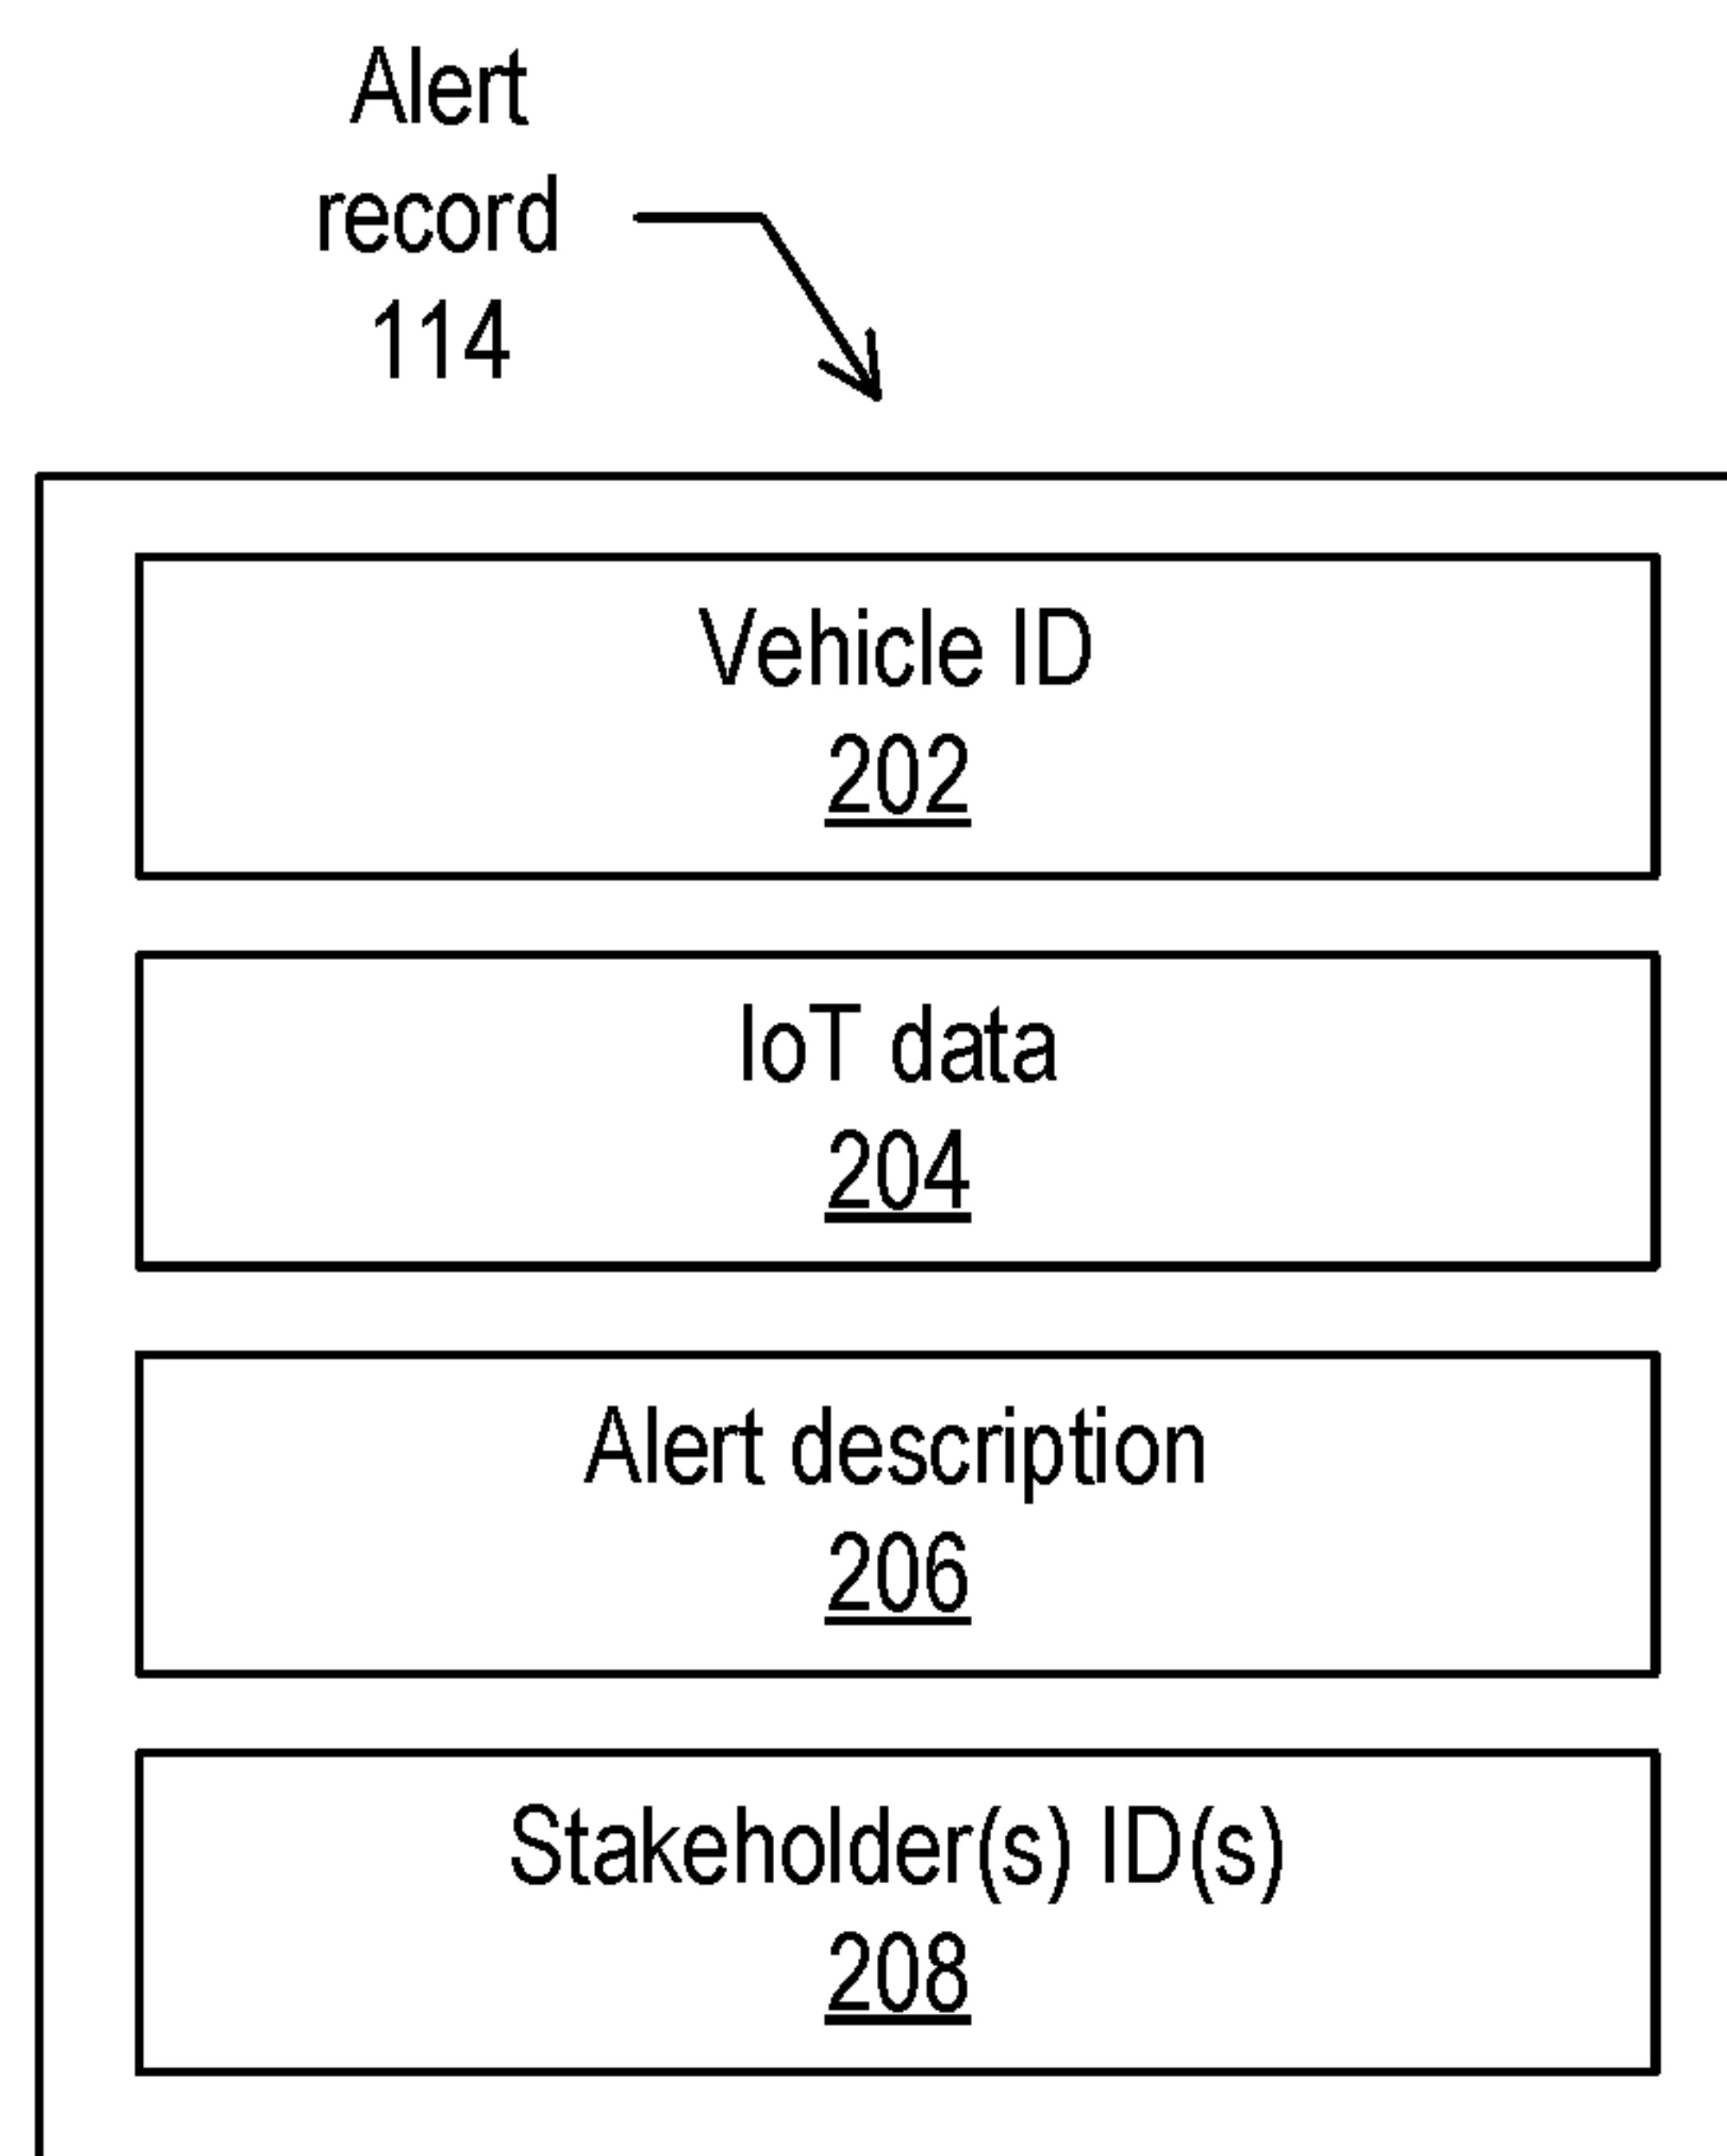 Alert
record
114
Vehicle ID
202
IoT data
204
Alert description
206
Stakeholder(s) ID(s)
208